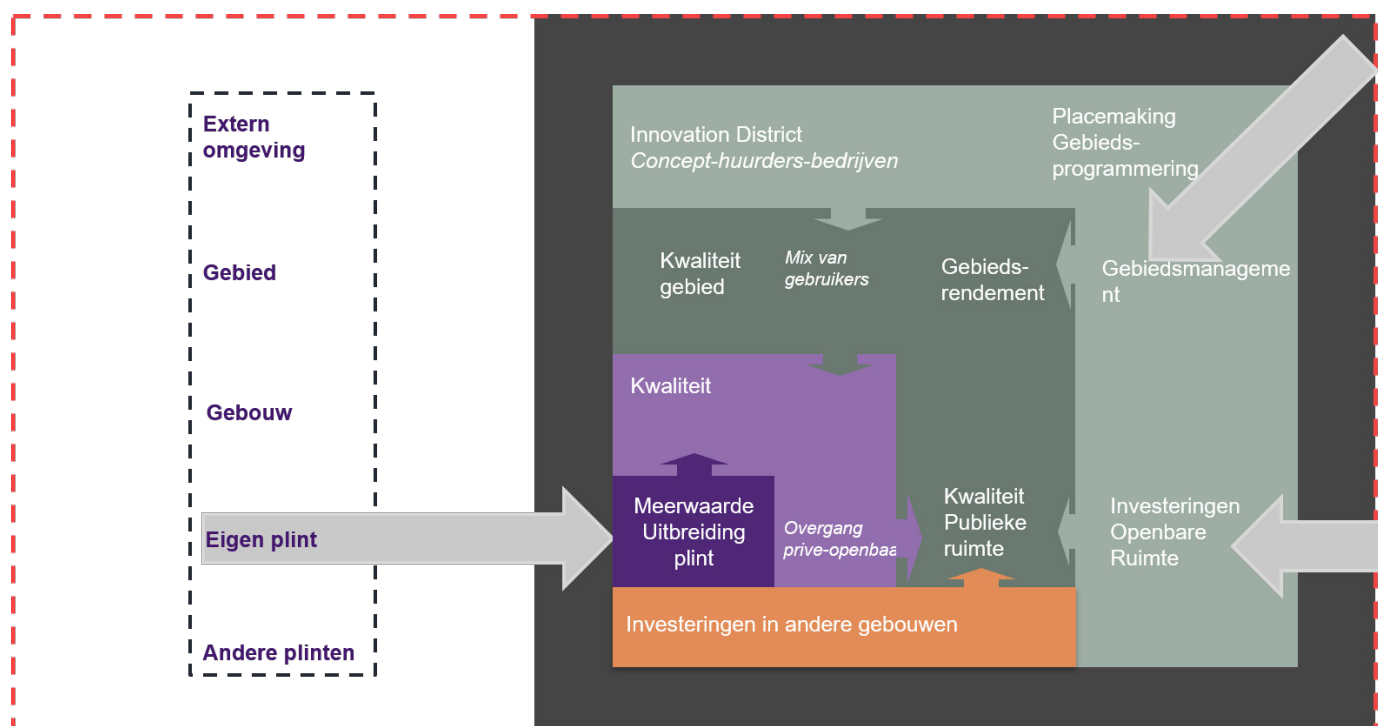 Extern
omgeving
Gebied
Gebouw
Eigen plint
Andere plinten
Innovation District
Concept-huurders-bedrijven
Placemaking
Gebieds-
programmering
Kwaliteit
gebied
Mix van
gebruikers
Gebieds-
rendement
Gebiedsmanageme
nt
Kwaliteit
Meerwaarde
Uitbreiding
plint
Overgang
prive-openbaa
Kwaliteit
Publieke
ruimte
Investeringen
Openbare
Ruimte
Investeringen in andere gebouwen